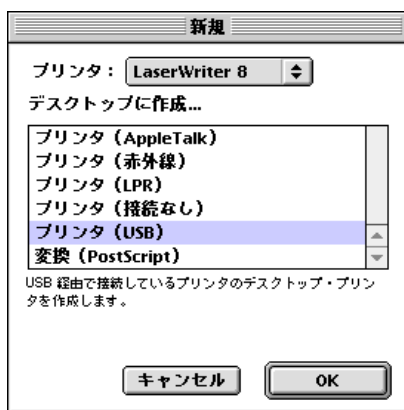 新規
プリンタ： LaserWriter 8
デスクトップに作成...
プリンタ（AppleTalk）
プリンタ（赤外線）
プリンタ（LPR）
プリンタ（接続なし）
プリンタ（USB）
変換（PostScript）
USB 経由で接続しているプリンタのデスクトップ・プリン
タを作成します。
キャンセル OK